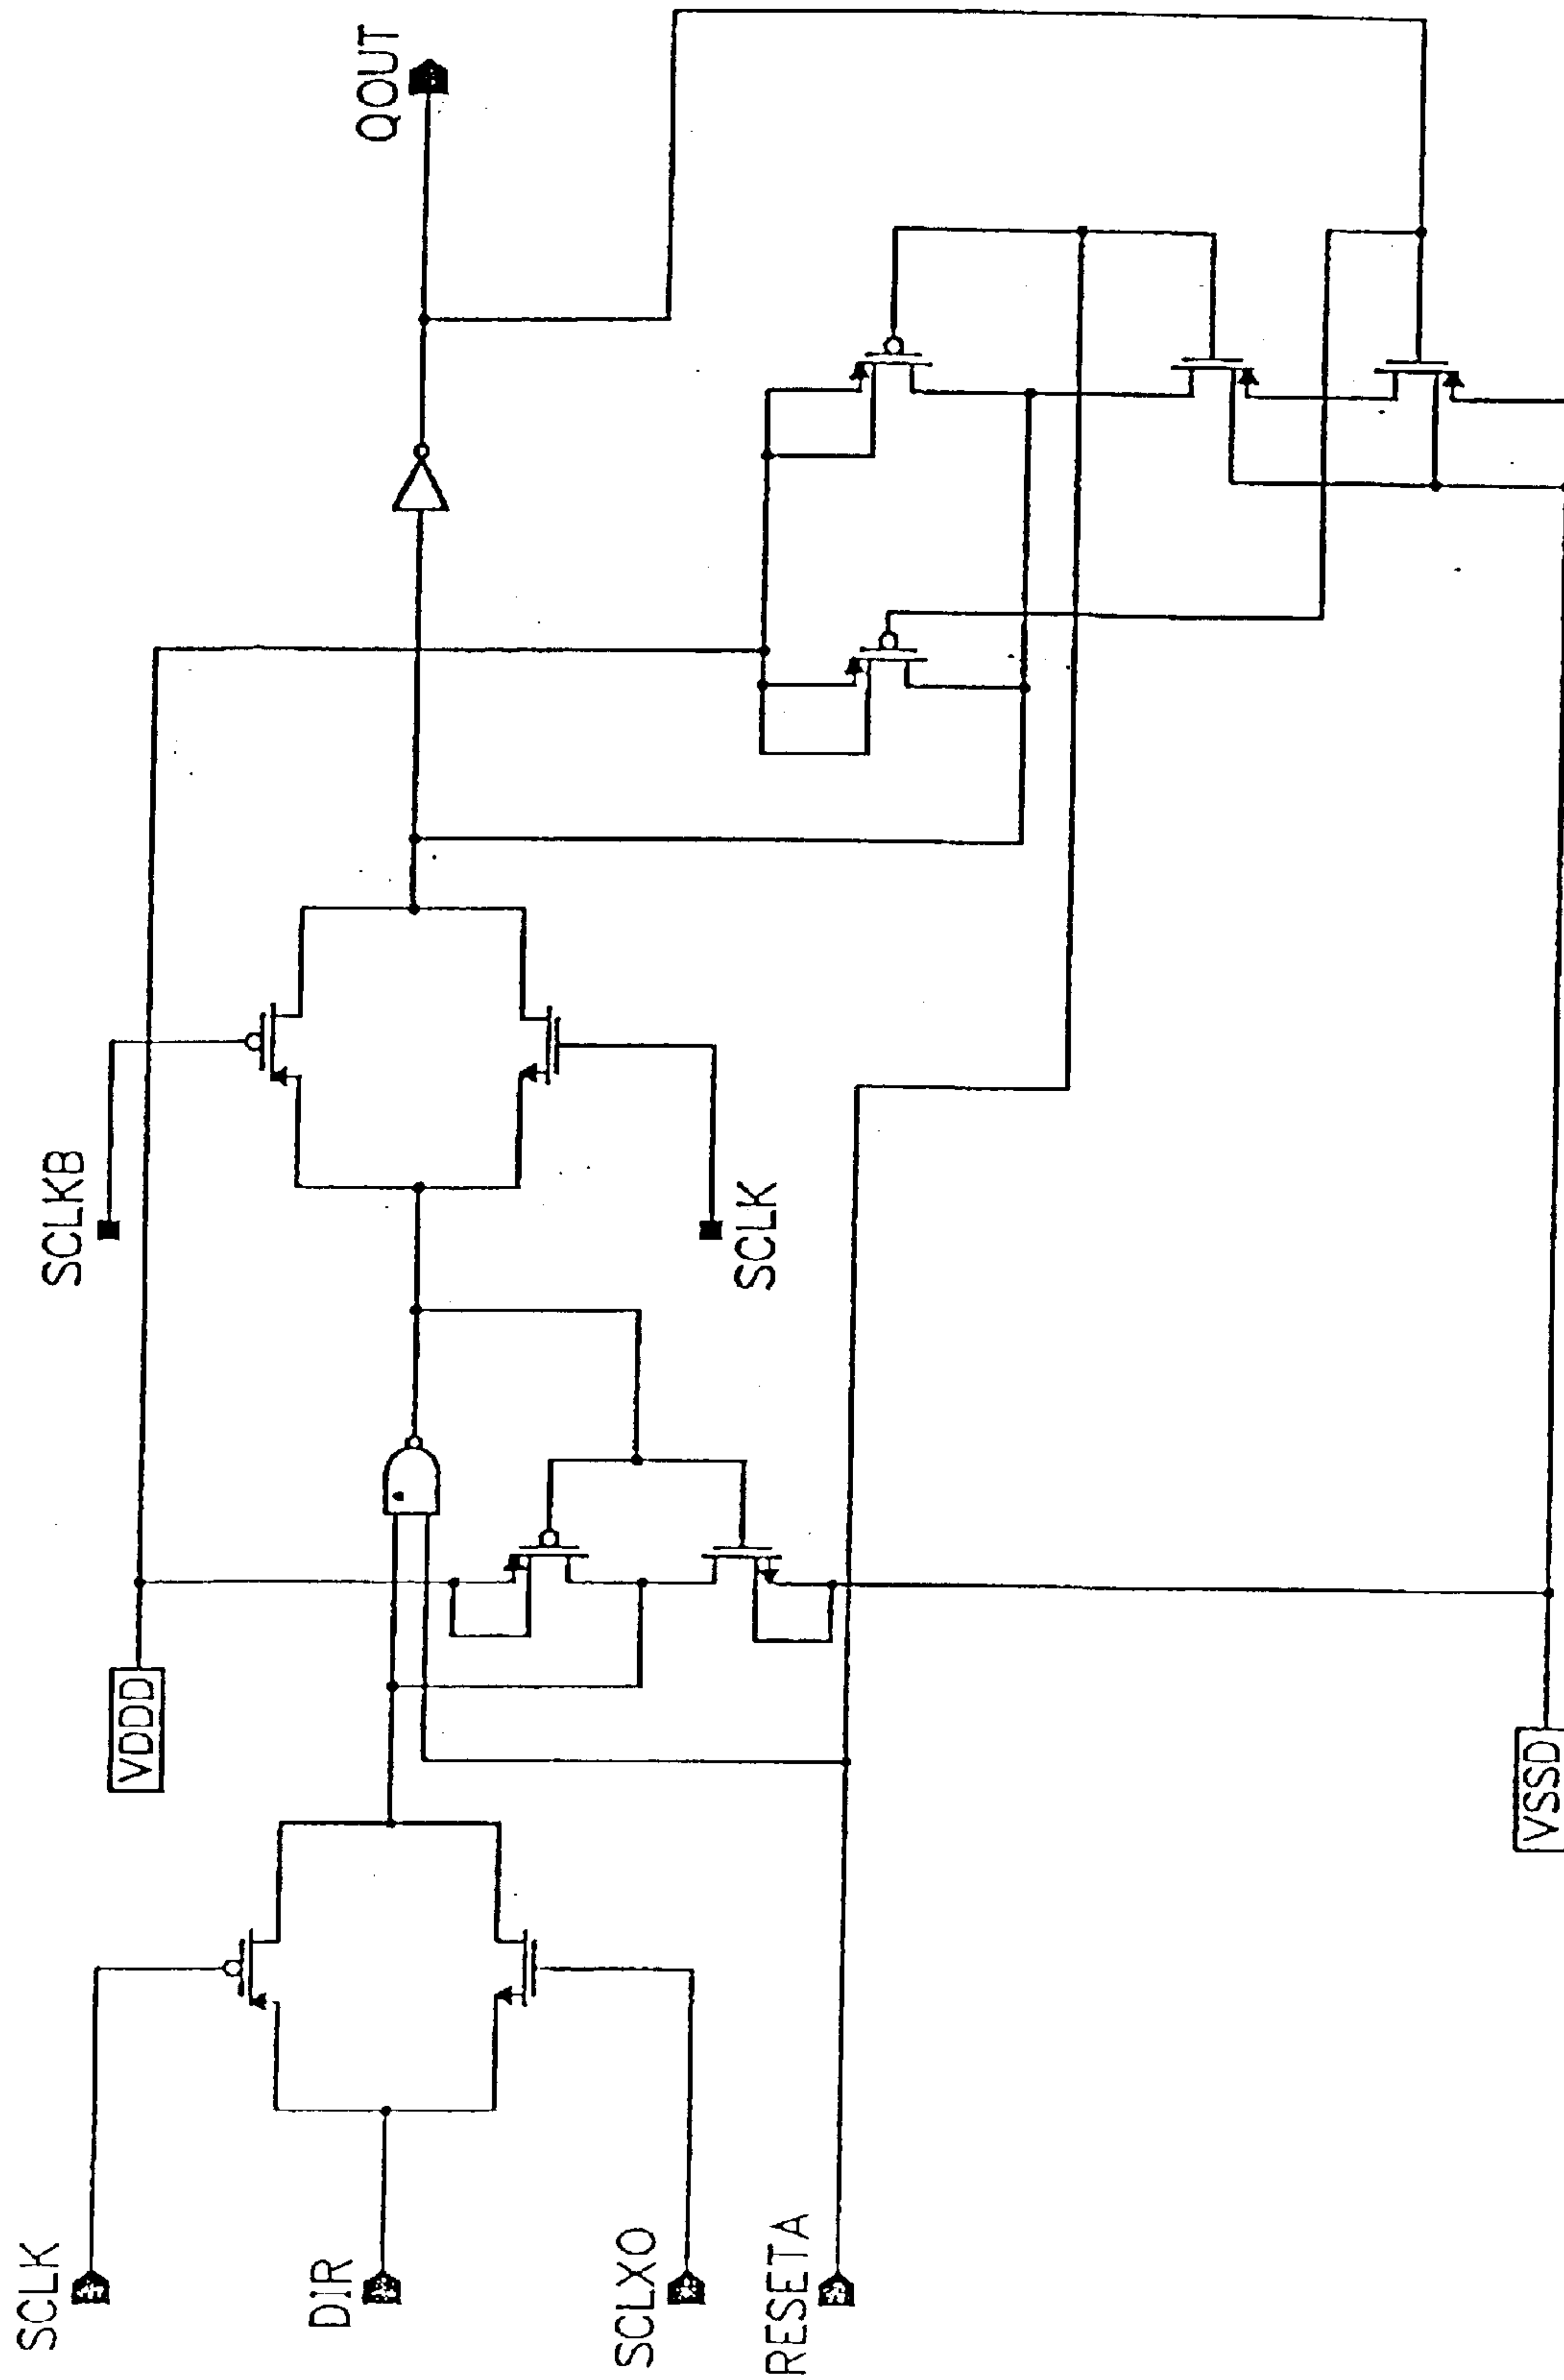 SCLK
DIR
SCLXO
RESETA
VDDD
VSSD
SCLKB
SCLK
QOUT